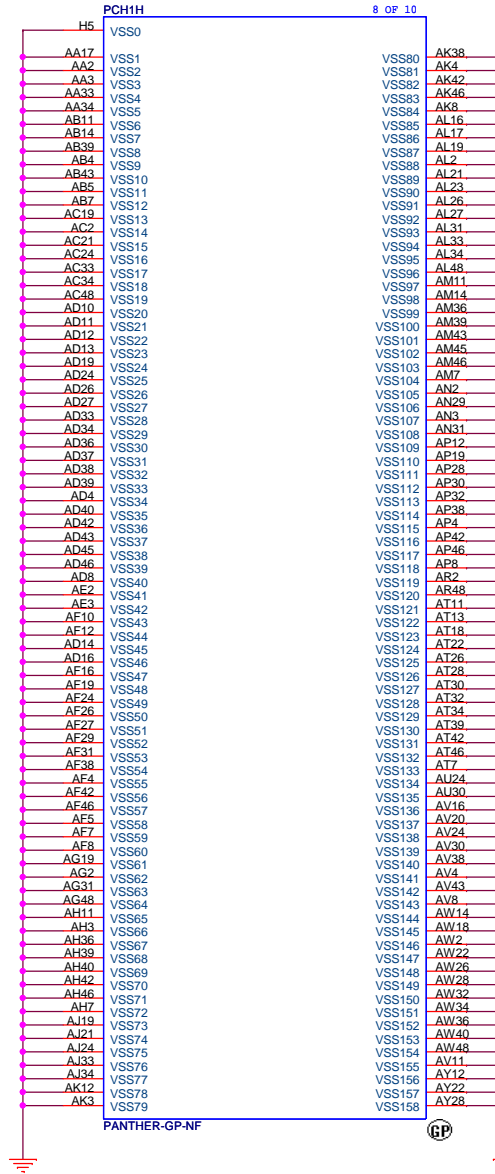 PCH1H 8 OF 10
H5 VSS0
AA17 VSS1 VSS80 AK38
AA2 VSS2 VSS81 AK4
AA3 VSS3 VSS82 AK42
AA33 VSS4 VSS83 AK46
AA34 VSS5 VSS84 AK8
AB11 VSS6 VSS85 AL16
AB14 VSS7 VSS86 AL17
AB39 VSS8 VSS87 AL19
AB4 VSS9 VSS88 AL2
AB43 VSS10 VSS89 AL21
AB5 VSS11 VSS90 AL23
AB7 VSS12 VSS91 AL26
AC19 VSS13 VSS92 AL27
AC2 VSS14 VSS93 AL31
AC21 VSS15 VSS94 AL33
AC24 VSS16 VSS95 AL34
AC33 VSS17 VSS96 AL48
AC34 VSS18 VSS97 AM11
AC48 VSS19 VSS98 AM14
AD10 VSS20 VSS99 AM36
AD11 VSS21 VSS100 AM39
AD12 VSS22 VSS101 AM43
AD13 VSS23 VSS102 AM45
AD19 VSS24 VSS103 AM46
AD24 VSS25 VSS104 AM7
AD26 VSS26 VSS105 AN2
AD27 VSS27 VSS106 AN29
AD33 VSS28 VSS107 AN3
AD34 VSS29 VSS108 AN31
AD36 VSS30 VSS109 AP12
AD37 VSS31 VSS110 AP19
AD38 VSS32 VSS111 AP28
AD39 VSS33 VSS112 AP30
AD4 VSS34 VSS113 AP32
AD40 VSS35 VSS114 AP38
AD42 VSS36 VSS115 AP4
AD43 VSS37 VSS116 AP42
AD45 VSS38 VSS117 AP46
AD46 VSS39 VSS118 AP8
AD8 VSS40 VSS119 AR2
AE2 VSS41 VSS120 AR48
AE3 VSS42 VSS121 AT11
AF10 VSS43 VSS122 AT13
AF12 VSS44 VSS123 AT18
AD14 VSS45 VSS124 AT22
AD16 VSS46 VSS125 AT26
AF16 VSS47 VSS126 AT28
AF19 VSS48 VSS127 AT30
AF24 VSS49 VSS128 AT32
AF26 VSS50 VSS129 AT34
AF27 VSS51 VSS130 AT39
AF29 VSS52 VSS131 AT42
AF31 VSS53 VSS132 AT46
AF38 VSS54 VSS133 AT7
AF4 VSS55 VSS134 AU24
AF42 VSS56 VSS135 AU30
AF46 VSS57 VSS136 AV16
AF5 VSS58 VSS137 AV20
AF7 VSS59 VSS138 AV24
AF8 VSS60 VSS139 AV30
AG19 VSS61 VSS140 AV38
AG2 VSS62 VSS141 AV4
AG31 VSS63 VSS142 AV43
AG48 VSS64 VSS143 AV8
AH11 VSS65 VSS144 AW14
AH3 VSS66 VSS145 AW18
AH36 VSS67 VSS146 AW2
AH39 VSS68 VSS147 AW22
AH40 VSS69 VSS148 AW26
AH42 VSS70 VSS149 AW28
AH46 VSS71 VSS150 AW32
AH7 VSS72 VSS151 AW34
AJ19 VSS73 VSS152 AW36
AJ21 VSS74 VSS153 AW40
AJ24 VSS75 VSS154 AW48
AJ33 VSS76 VSS155 AV11
AJ34 VSS77 VSS156 AY12
AK12 VSS78 VSS157 AY22
AK3 VSS79 VSS158 AY28
PANTHER-GP-NF GP